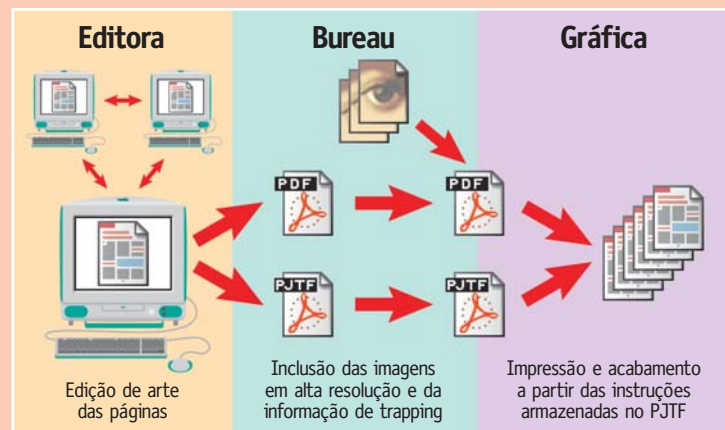 Editora
Bureau
Gráfica
PDF
PDF
PJTF
PJTF
Edição de arte
das páginas
Inclusão das imagens
em alta resolução e da
informação de trapping
Impressão e acabamento
a partir das instruções
armazenadas no PJTF